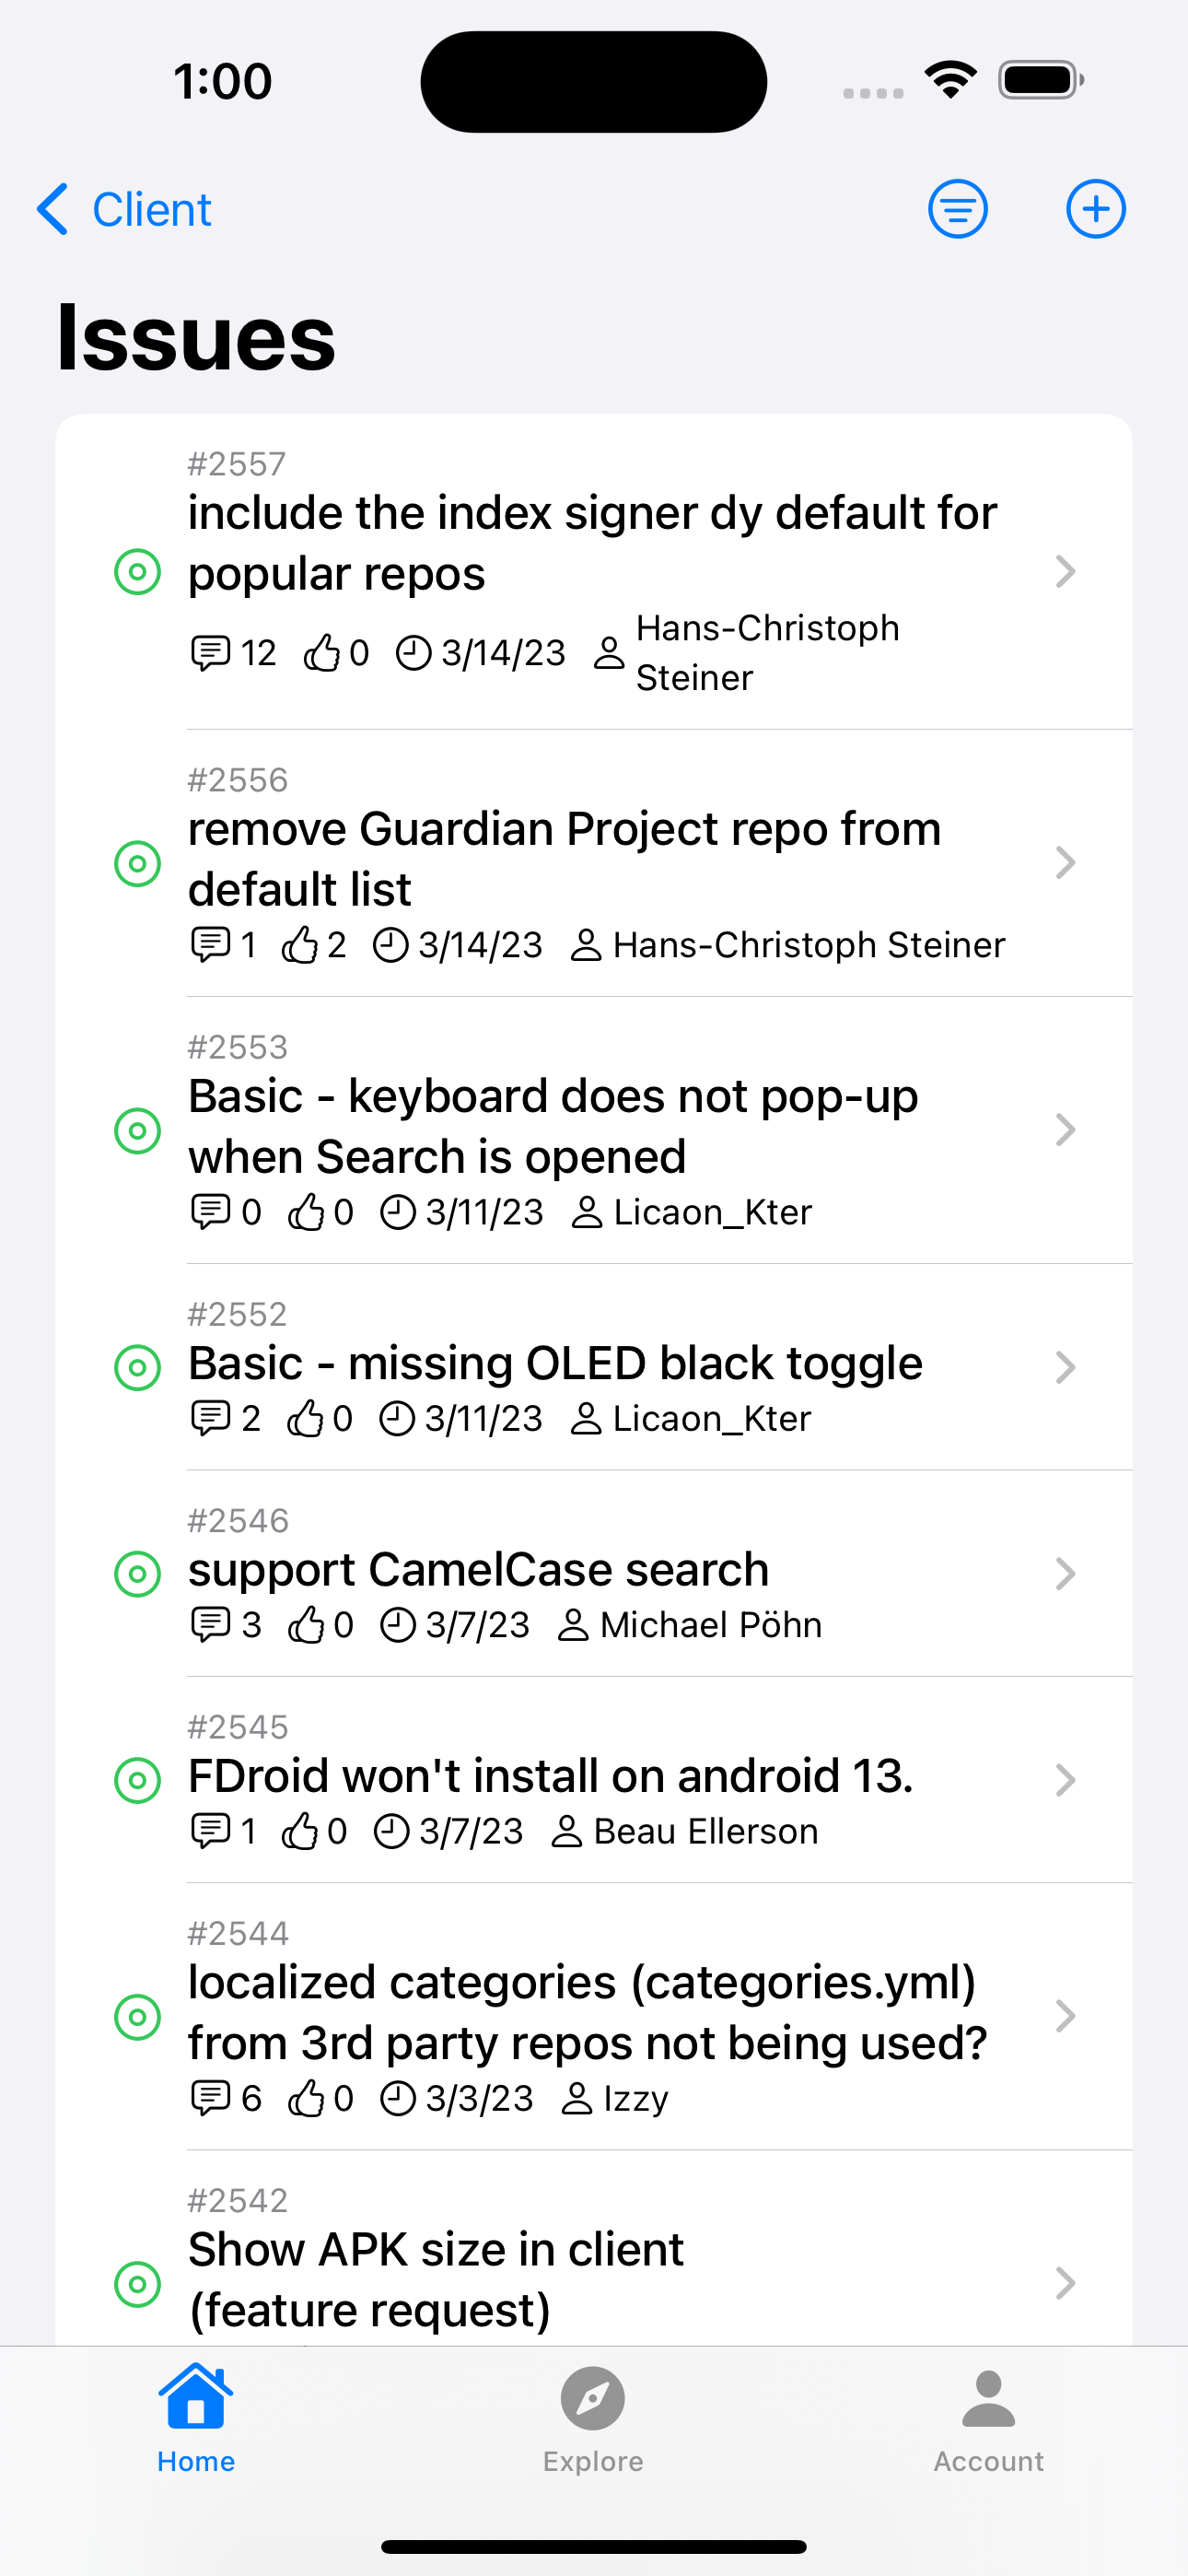 1:00
Client
Issues
#2557
include the index signer dy default for
popular repos
12 0 3/14/23 Hans-Christoph
Steiner
#2556
remove Guardian Project repo from
default list
1 2 3/14/23 Hans-Christoph Steiner
#2553
Basic - keyboard does not pop-up
when Search is opened
0 0 3/11/23 Licaon_Kter
#2552
Basic - missing OLED black toggle
2 0 3/11/23 Licaon_Kter
#2546
support CamelCase search
3 0 3/7/23 Michael Pöhn
#2545
FDroid won't install on android 13.
1 0 3/7/23 Beau Ellerson
#2544
localized categories (categories.yml)
from 3rd party repos not being used?
6 0 3/3/23 Izzy
#2542
Show APK size in client
(feature request)
Home Explore Account